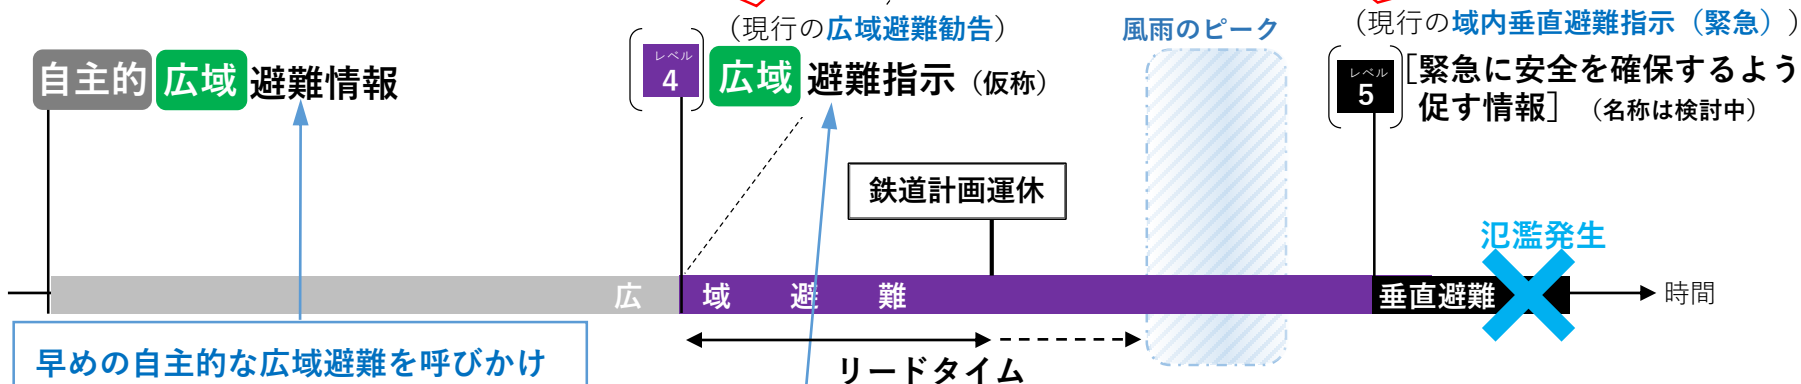 （現行の広域避難勧告）
風雨のピーク
（現行の域内垂直避難指示（緊急））
自主的 広域 避難情報
レベル
4
広域 避難指示（仮称）
レベル
5
[緊急に安全を確保するよう
促す情報]（名称は検討中）
鉄道計画運休
氾濫発生
広域避難
垂直避難
時間
リードタイム
早めの自主的な広域避難を呼びかけ